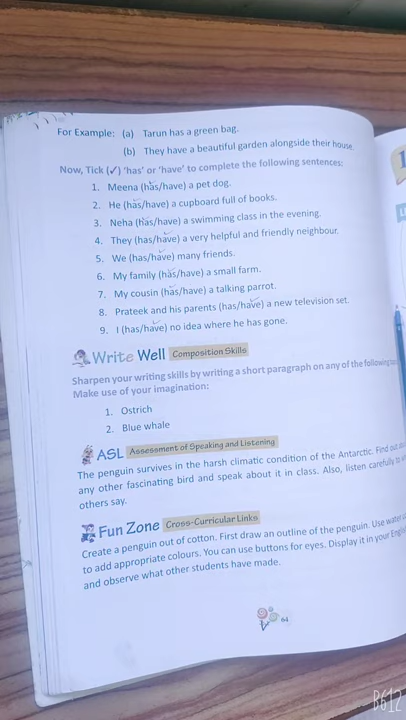 For Example: (a) Tarun has a green bag.
(b) They have a beautiful garden alongside their house.
Now, Tick (✓) 'has' or 'have' to complete the following sentences:
1. Meena (has/have) a pet dog.
2. He (has/have) a cupboard full of books.
3. Neha (has/have) a swimming class in the evening.
4. They (has/have) a very helpful and friendly neighbour.
5. We (has/have) many friends.
6. My family (has/have) a small farm.
7. My cousin (has/have) a talking parrot.
8. Prateek and his parents (has/have) a new television set.
9. I (has/have) no idea where he has gone.
Write Well Composition Skills
Sharpen your writing skills by writing a short paragraph on any of the following
Make use of your imagination:
1. Ostrich
2. Blue whale
ASL Assessment of Speaking and Listening
The penguin survives in the harsh climatic condition of the Antarctic. Find out
any other fascinating bird and speak about it in class. Also, listen carefully to
others say.
Fun Zone Cross-Curricular Links
Create a penguin out of cotton. First draw an outline of the penguin. Use water
to add appropriate colours. You can use buttons for eyes. Display it in your
and observe what other students have made.
64
B612